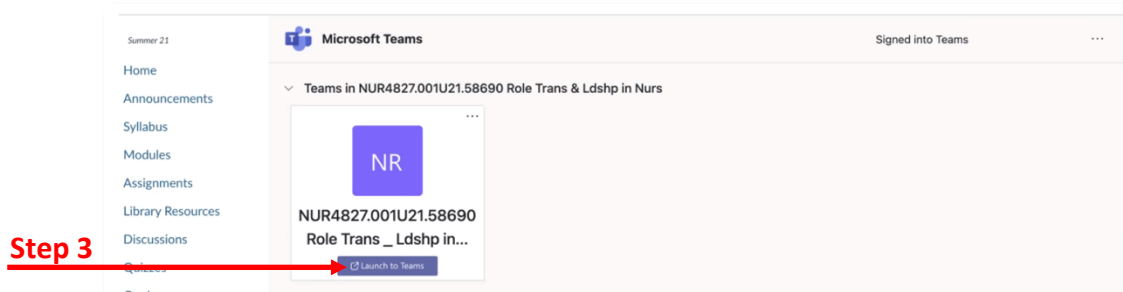 Summer 21
Home
Announcements
Syllabus
Modules
Assignments
Library Resources
Discussions
Quizzes
Microsoft Teams
Signed into Teams
...
Teams in NUR4827.001U21.58690 Role Trans & Ldshp in Nurs
...
NR
NUR4827.001U21.58690
Role Trans _ Ldshp in...
Launch to Teams
Step 3